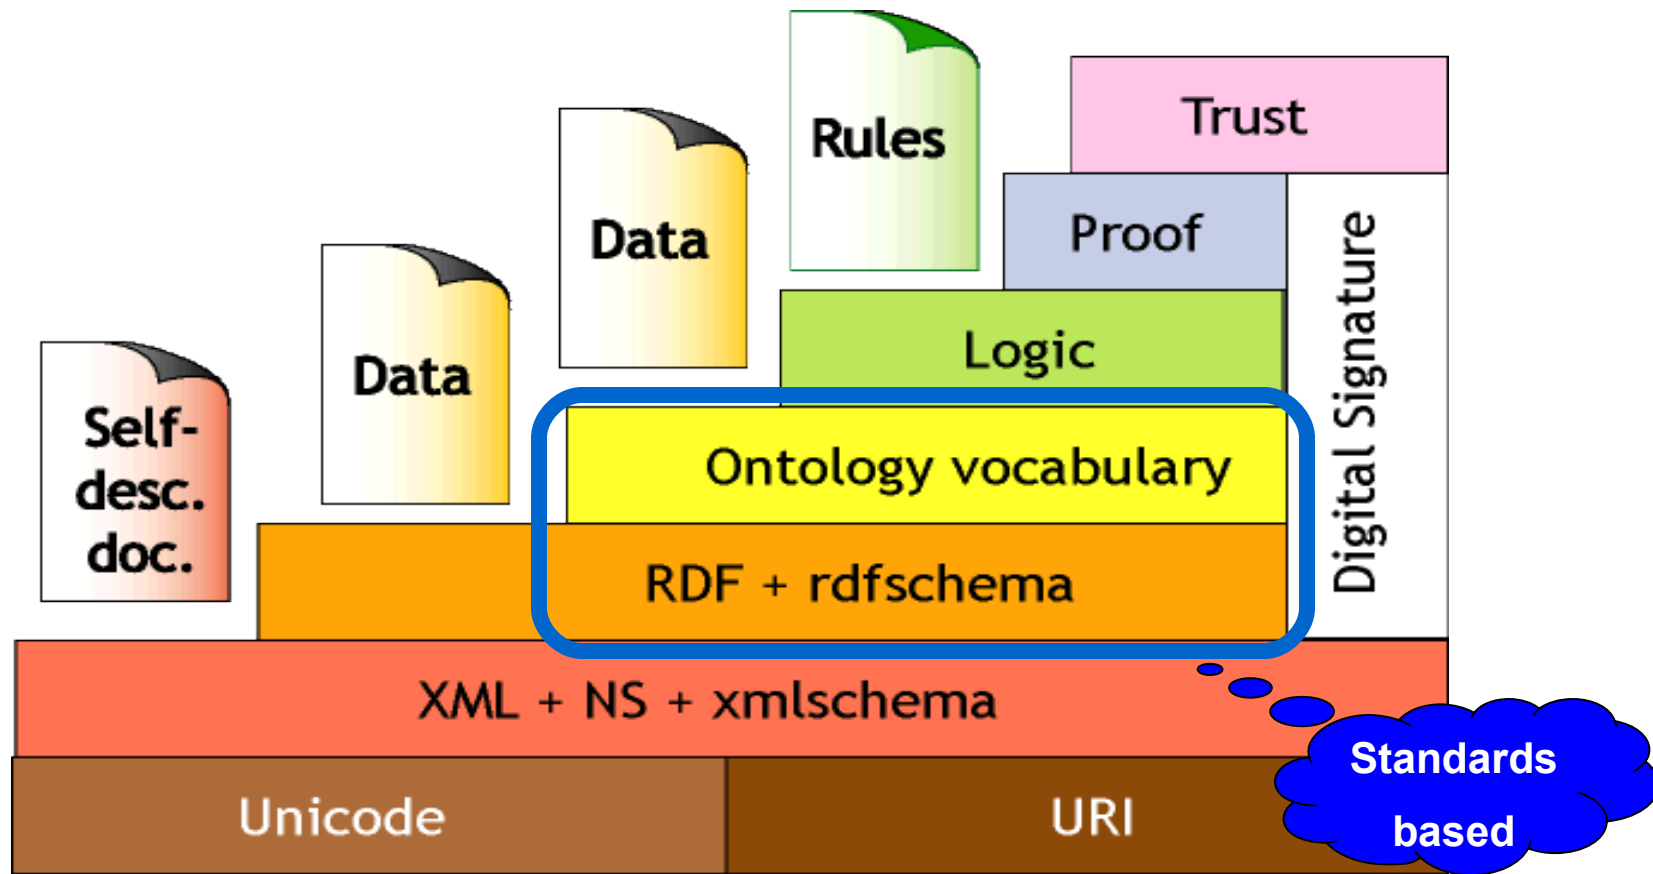 Rules
Trust
Data
Proof
Data
Logic
Self-
desc.
doc.
Ontology vocabulary
Digital Signature
RDF + rdfschema
XML + NS + xmlschema
Standards
based
Unicode
URI